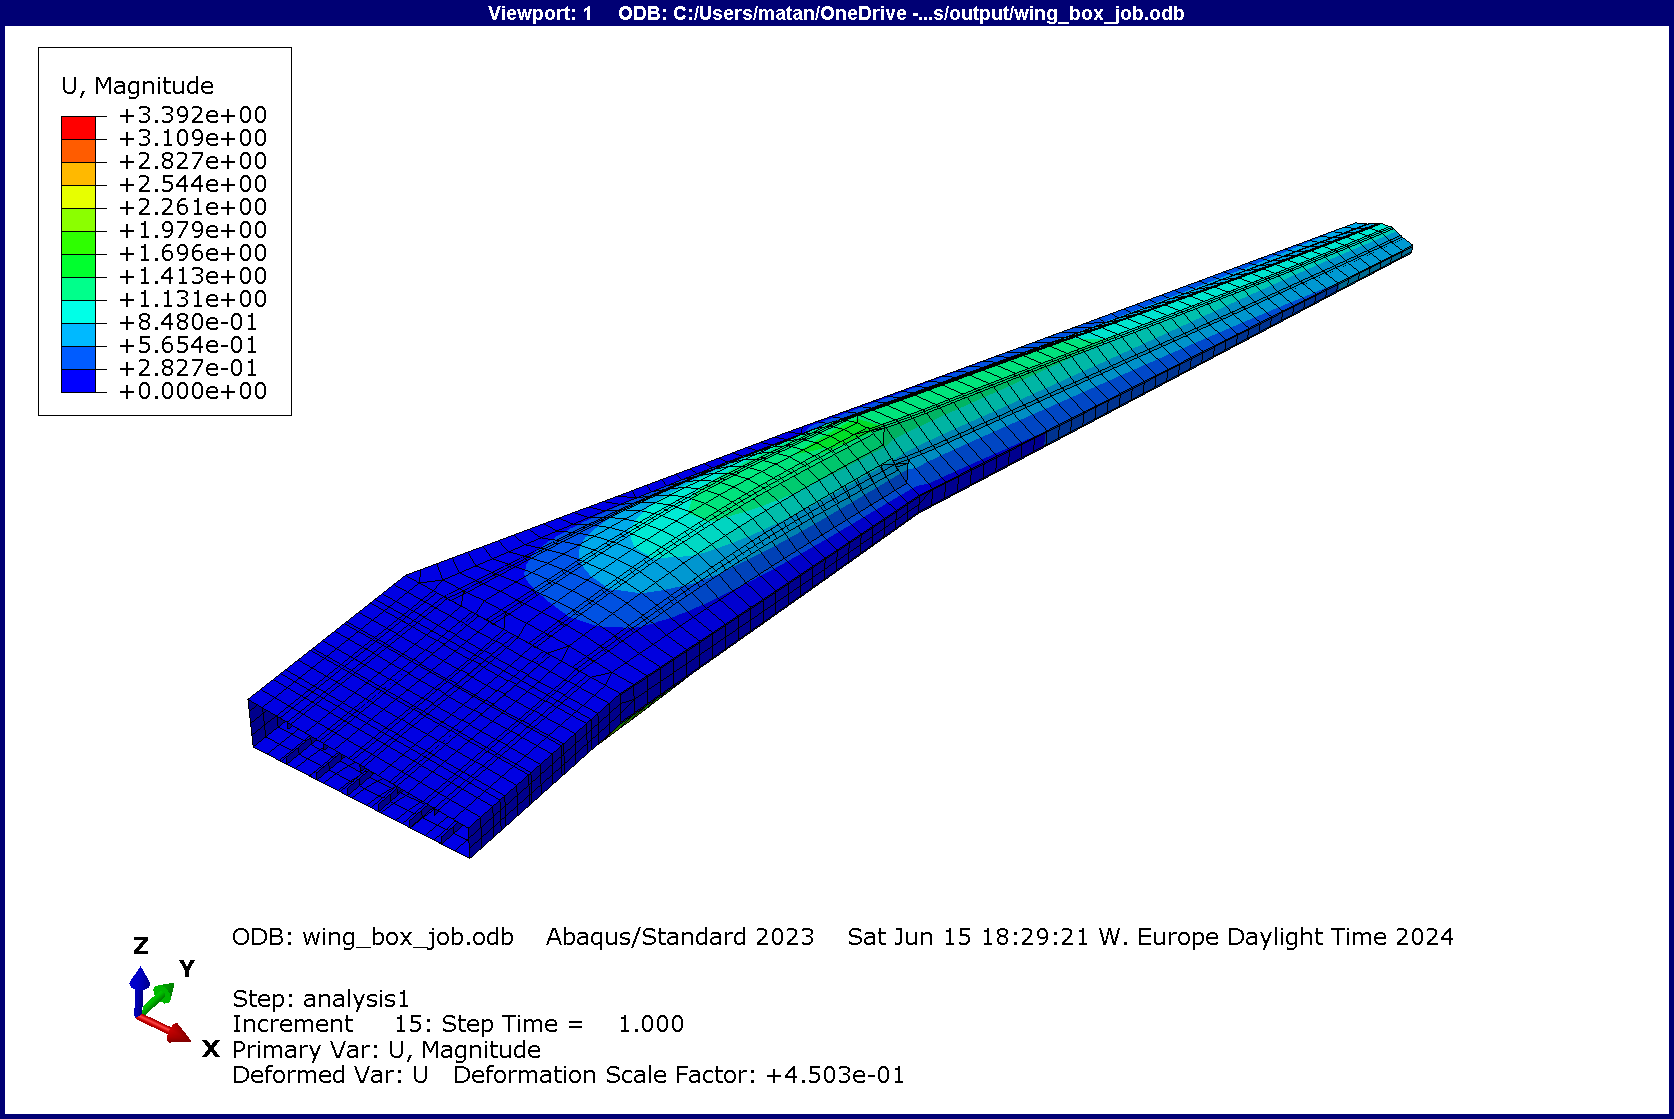 Viewport: 1 ODB: C:/Users/matan/OneDrive -...s/output/wing_box_job.odb
U, Magnitude
+3.392e+00
+3.109e+00
+2.827e+00
+2.544e+00
+2.261e+00
+1.979e+00
+1.696e+00
+1.413e+00
+1.131e+00
+8.480e-01
+5.654e-01
+2.827e-01
+0.000e+00
Z
Y
X
ODB: wing_box_job.odb Abaqus/Standard 2023 Sat Jun 15 18:29:21 W. Europe Daylight Time 2024
Step: analysis1
Increment 15: Step Time = 1.000
Primary Var: U, Magnitude
Deformed Var: U Deformation Scale Factor: +4.503e-01